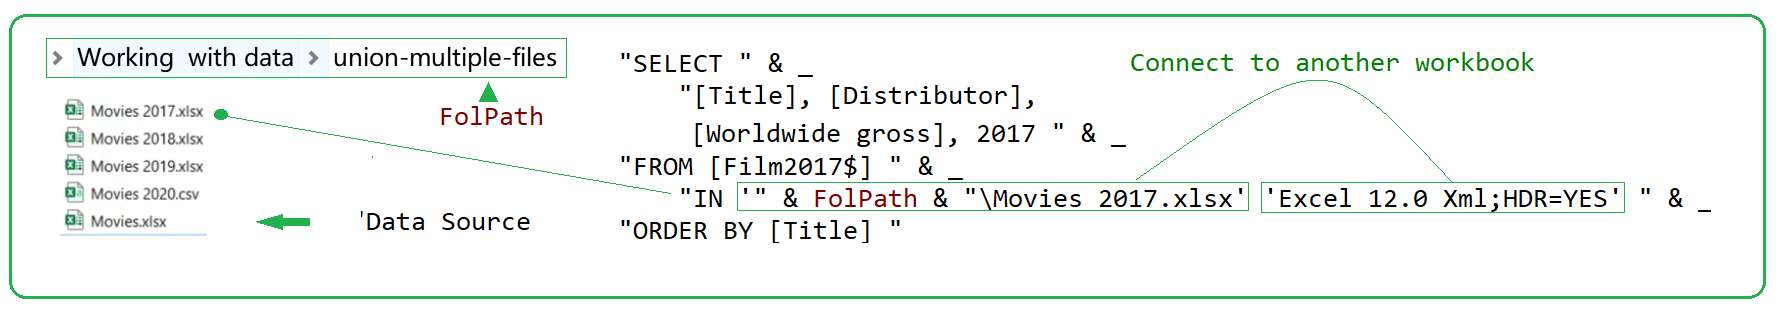 > Working with data > union-multiple-files
FolPath
Movies 2017.xlsx
Movies 2018.xlsx
Movies 2019.xlsx
Movies 2020.csv
Movies.xlsx
'Data Source
"SELECT " & _
"[Title], [Distributor],
[Worldwide gross], 2017 " & _
"FROM [Film2017$] " & _
"IN '" & FolPath & "\Movies 2017.xlsx' 'Excel 12.0 Xml;HDR=YES' " & _
"ORDER BY [Title] "
Connect to another workbook